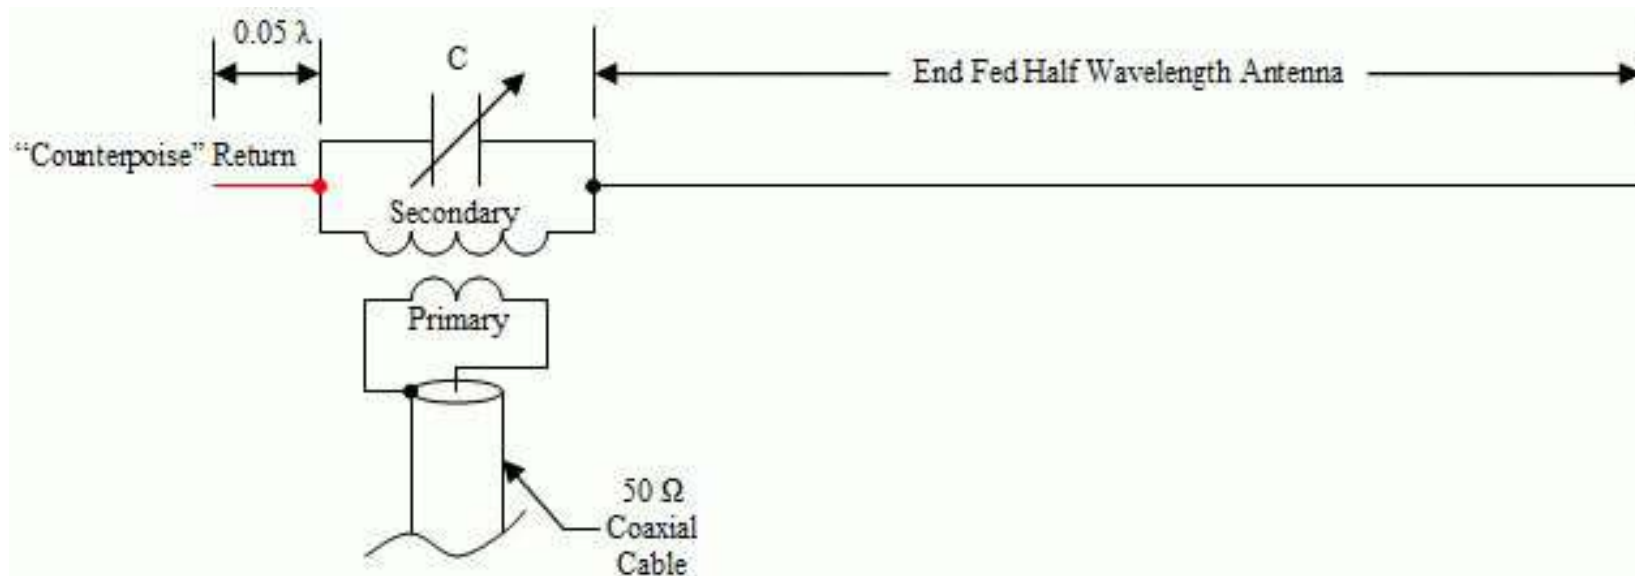 0.05 λ
C
End Fed Half Wavelength Antenna
“Counterpoise” Return
Secondary
Primary
50 Ω
Coaxial
Cable